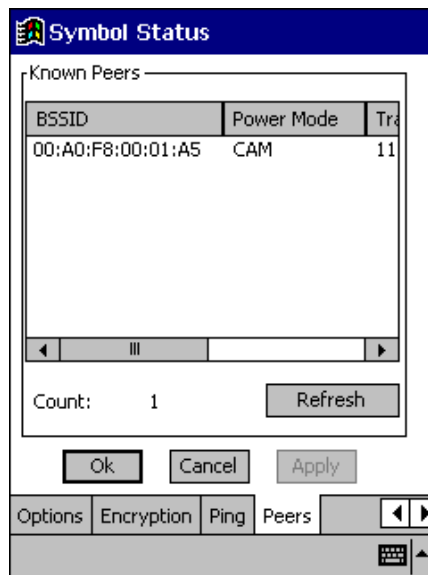 Symbol Status
Known Peers
BSSID Power Mode Tra
00:A0:F8:00:01:A5 CAM 11
Count: 1 Refresh
Ok Cancel Apply
Options Encryption Ping Peers